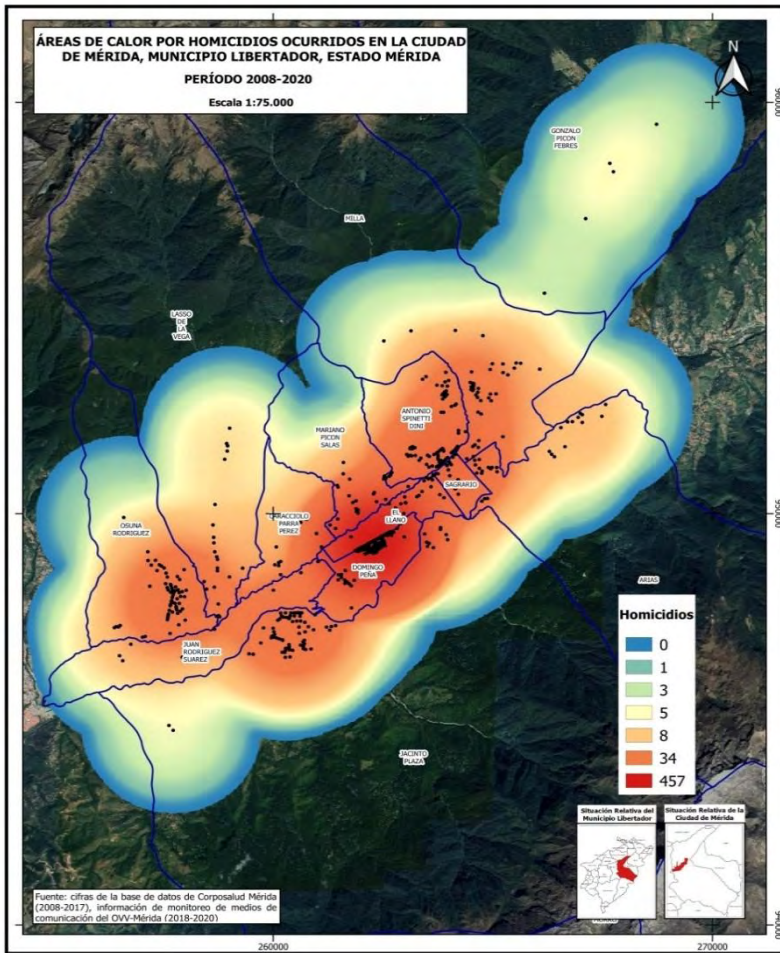 ÁREAS DE CALOR POR HOMICIDIOS OCURRIDOS EN LA CIUDAD
DE MÉRIDA, MUNICIPIO LIBERTADOR, ESTADO MÉRIDA
PERÍODO 2008-2020
Escala 1:75.000
N
960000
GONZALO
PICON
FEBRES
MILLA
LASSO
DE
LA
VEGA
ANTONIO
SPINETTI
DINI
MARIANO
PICON
SALAS
SAGRARIO
EL
LLANO
CARACCIOLO
PARRA
PEREZ
OSUNA
RODRIGUEZ
950000
DOMINGO
PEÑA
ARIAS
JUAN
RODRIGUEZ
SUAREZ
JACINTO
PLAZA
Homicidios
0
1
3
5
8
34
457
Situación Relativa del
Municipio Libertador
Situación Relativa de la
Ciudad de Mérida
Fuente: cifras de la base de datos de Corposalud Mérida
(2008-2017), información de monitoreo de medios de
comunicación del OVV-Mérida (2018-2020)
940000
260000
270000